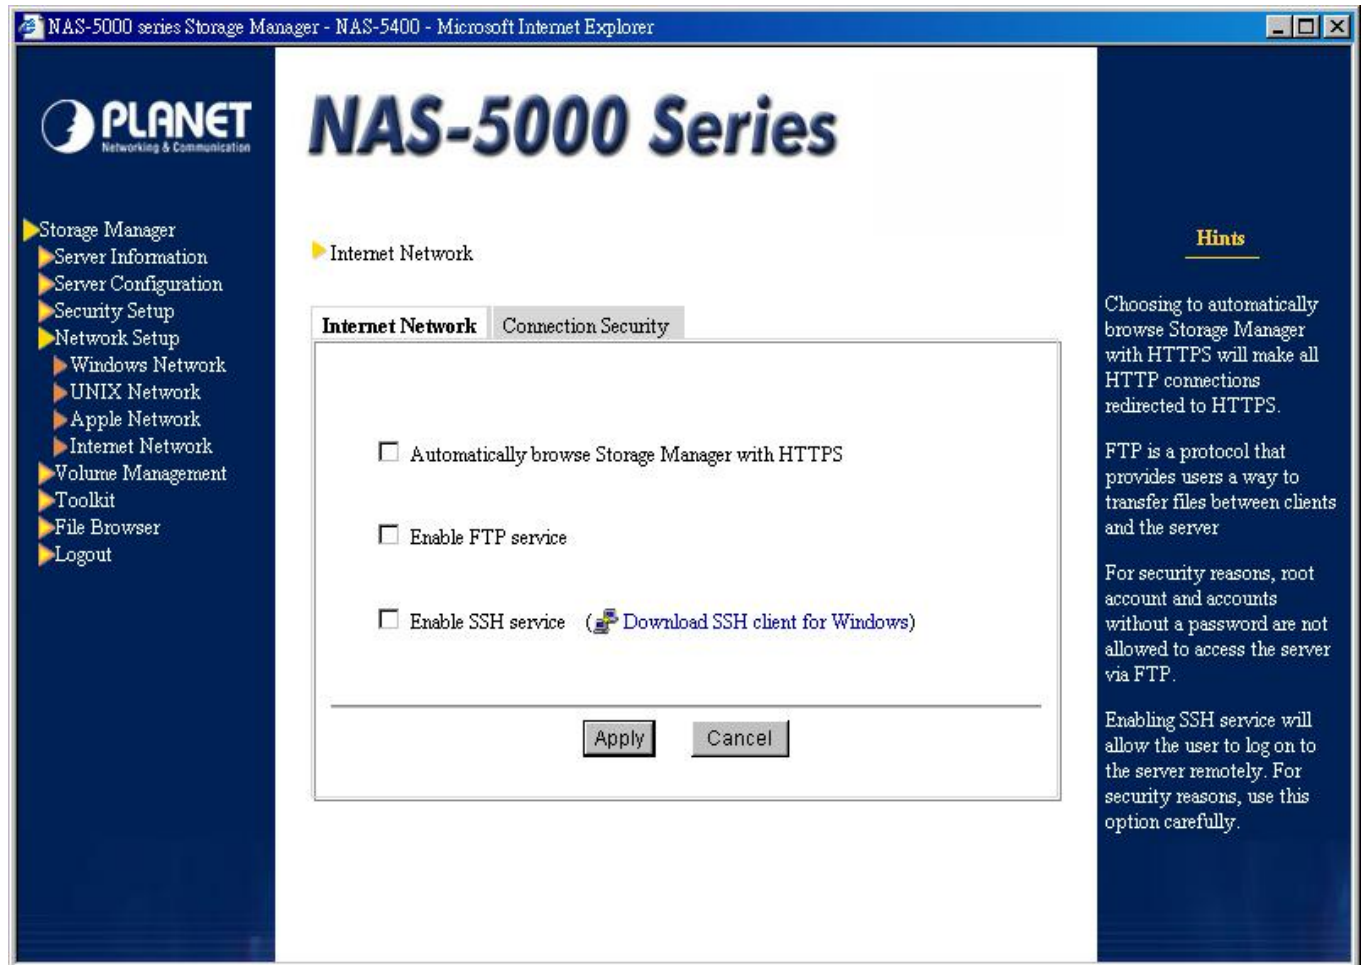 NAS-5000 series Storage Manager - NAS-5400 - Microsoft Internet Explorer
PLANET
Networking & Communication
NAS-5000 Series
Storage Manager
Server Information
Server Configuration
Security Setup
Network Setup
Windows Network
UNIX Network
Apple Network
Internet Network
Volume Management
Toolkit
File Browser
Logout
Internet Network
Internet Network
Connection Security
Automatically browse Storage Manager with HTTPS
Enable FTP service
Enable SSH service (Download SSH client for Windows)
Apply
Cancel
Hints
Choosing to automatically
browse Storage Manager
with HTTPS will make all
HTTP connections
redirected to HTTPS.
FTP is a protocol that
provides users a way to
transfer files between clients
and the server
For security reasons, root
account and accounts
without a password are not
allowed to access the server
via FTP.
Enabling SSH service will
allow the user to log on to
the server remotely. For
security reasons, use this
option carefully.